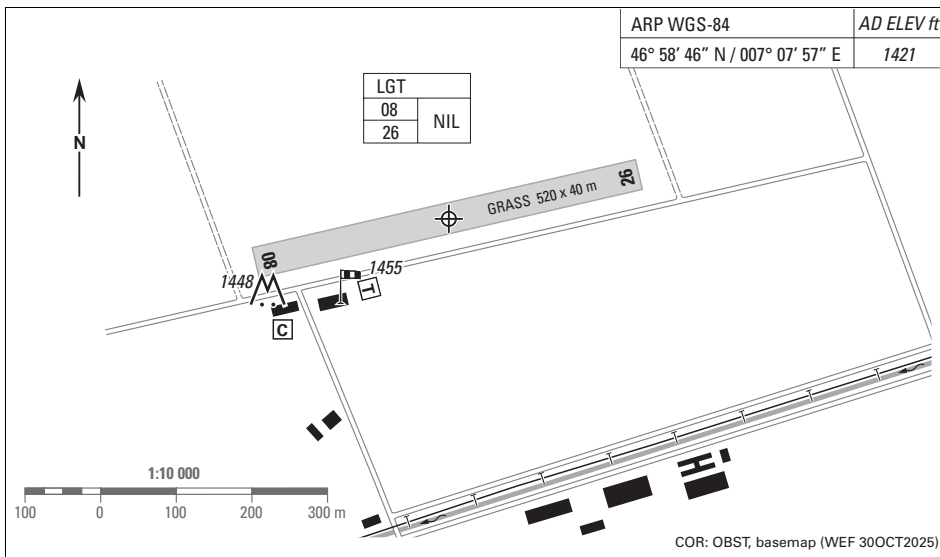 ARP WGS-84 AD ELEV ft
46° 58’ 46” N / 007° 07’ 57” E 1421
LGT
08
26
NIL
N
26
GRASS 520 x 40 m
08
1448
1455
T
C
1:10 000
100 0 100 200 300 m
COR: OBST, basemap (WEF 30OCT2025)